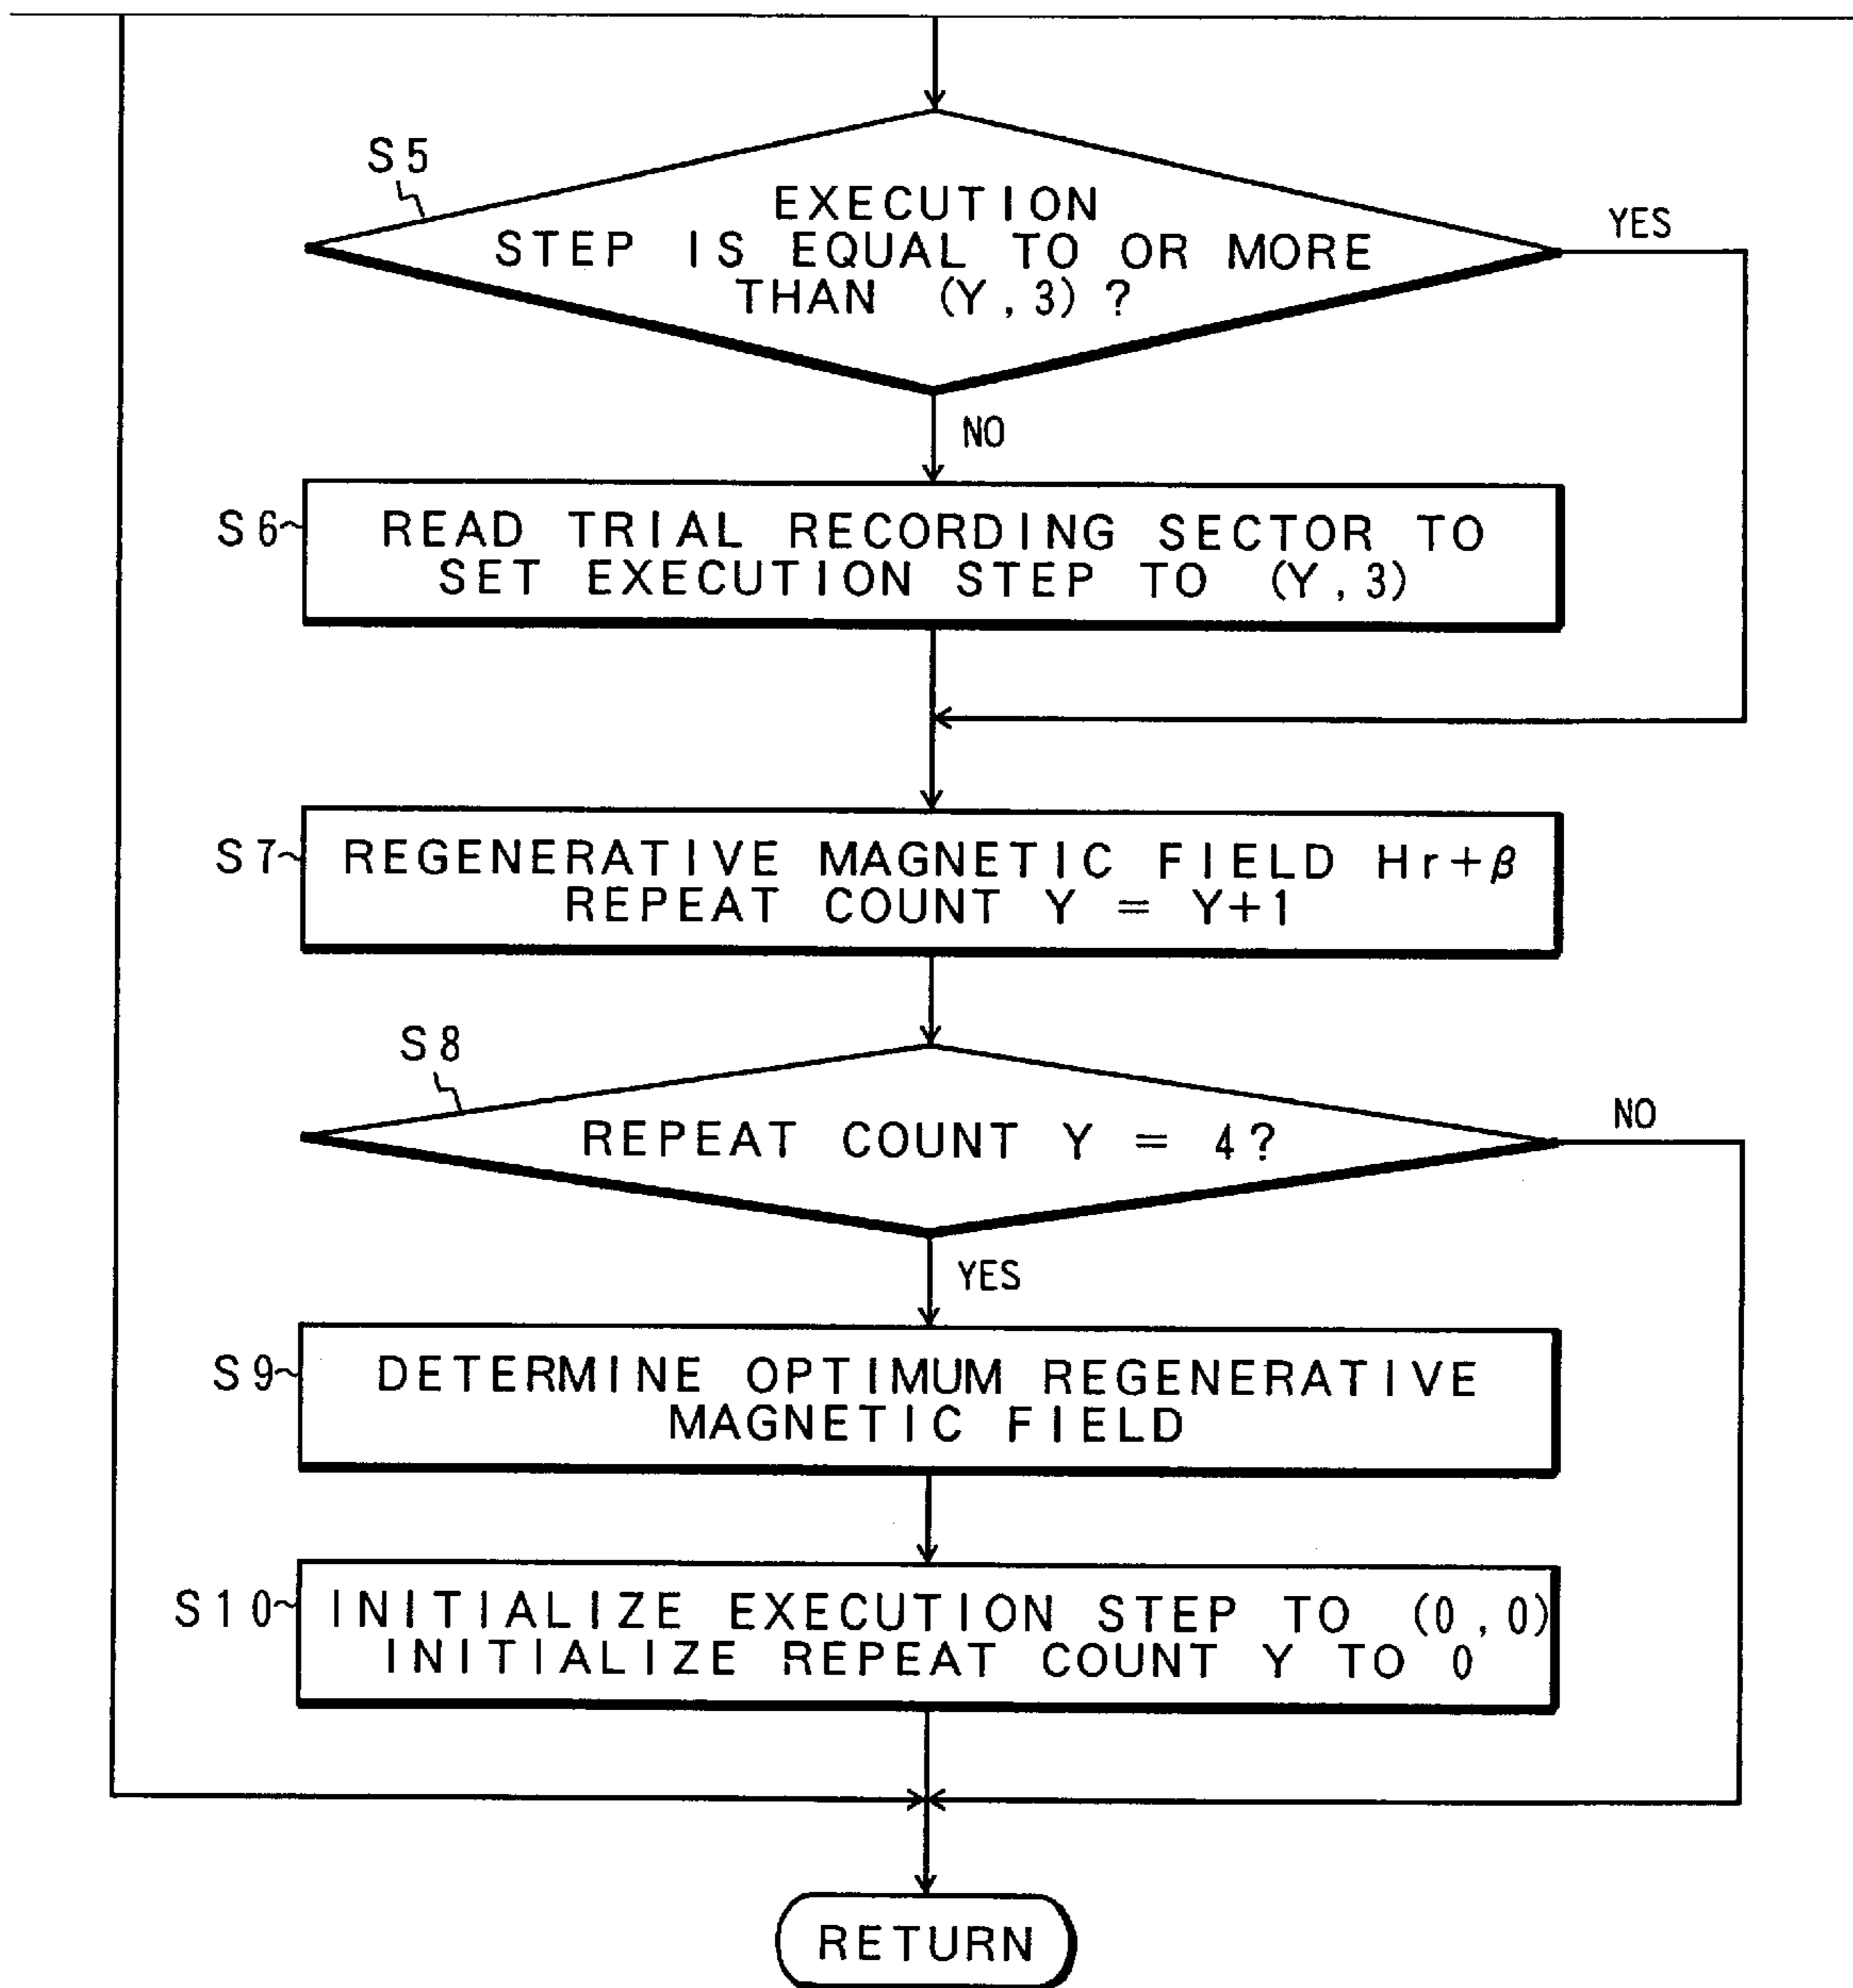 S5
EXECUTION
STEP IS EQUAL TO OR MORE
THAN (Y,3)?
YES
NO
S6
READ TRIAL RECORDING SECTOR TO
SET EXECUTION STEP TO (Y,3)
S7
REGENERATIVE MAGNETIC FIELD Hr+β
REPEAT COUNT Y = Y+1
S8
REPEAT COUNT Y = 4?
NO
YES
S9
DETERMINE OPTIMUM REGENERATIVE
MAGNETIC FIELD
S10
INITIALIZE EXECUTION STEP TO (0,0)
INITIALIZE REPEAT COUNT Y TO 0
RETURN